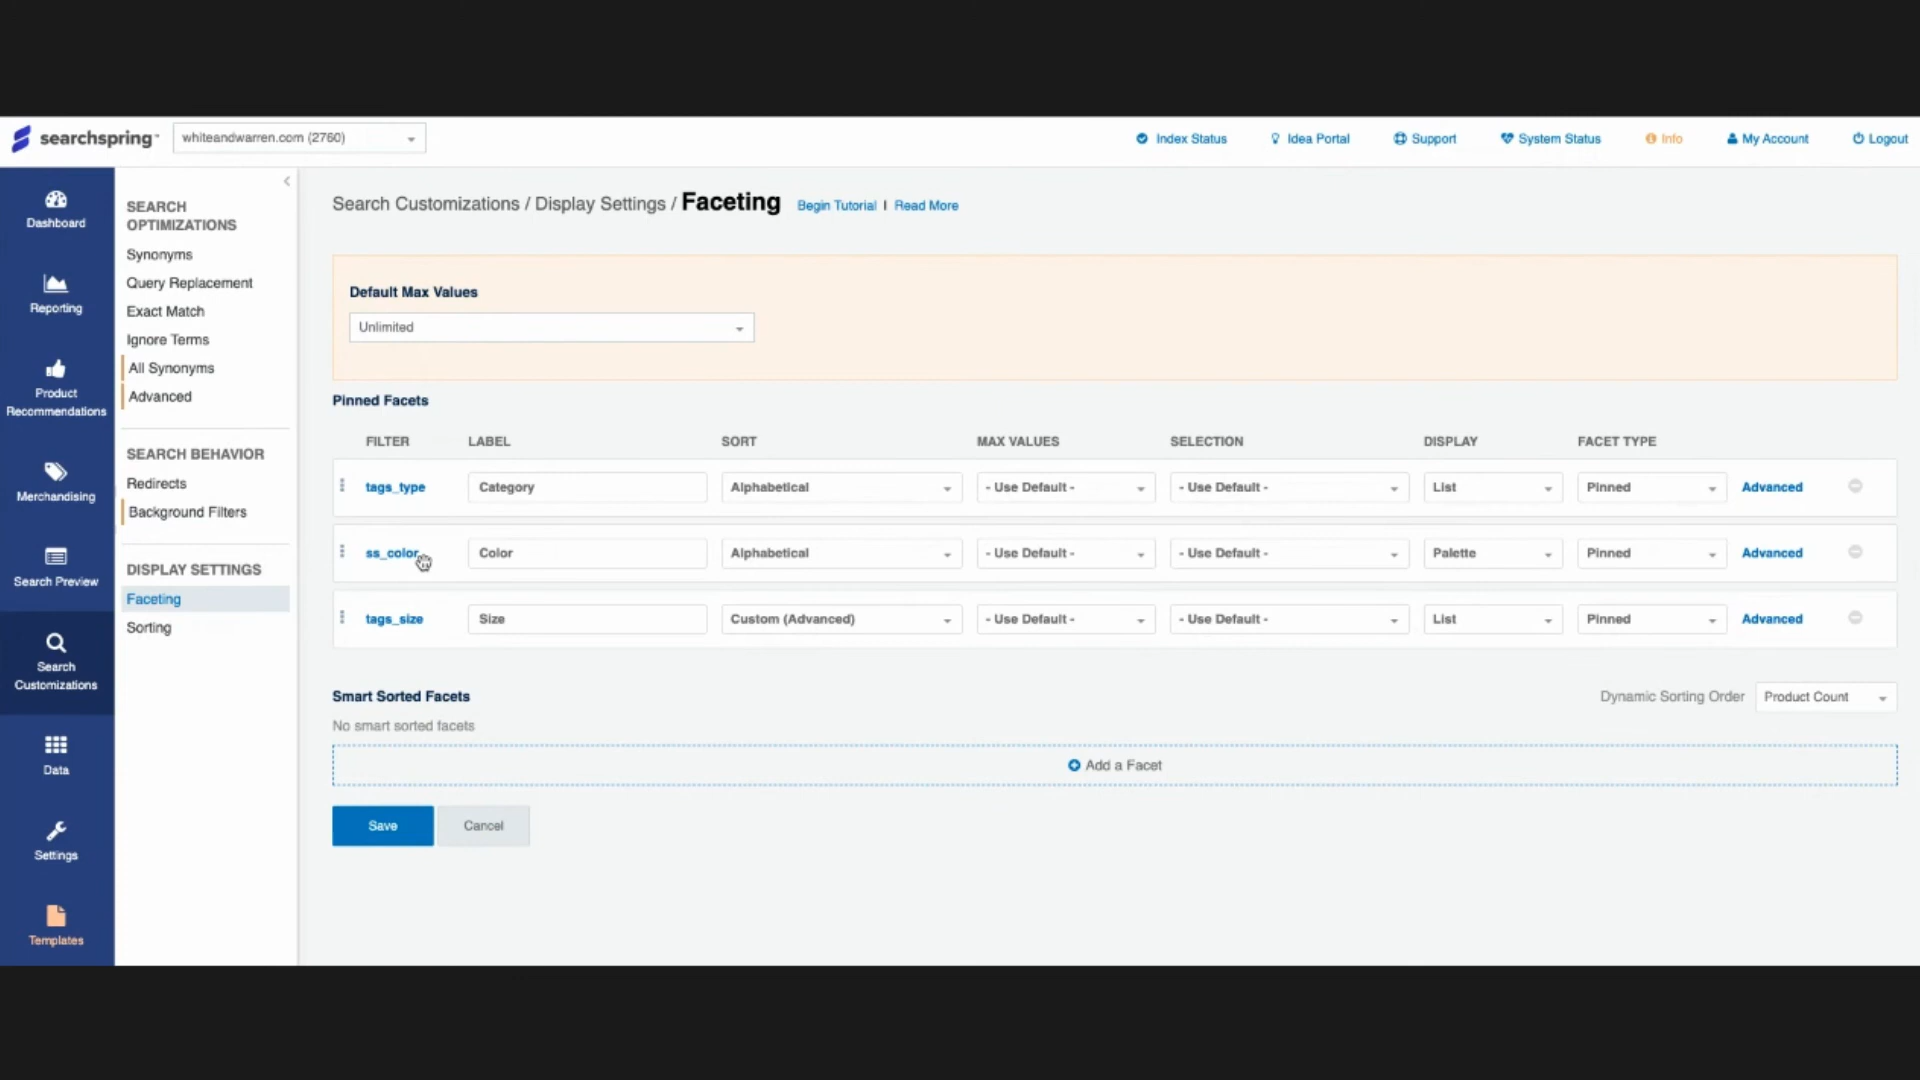 searchspring™ whiteandwarren.com (2760) Index Status Idea Portal Support System Status Info My Account Logout
Dashboard
Reporting
Product
Recommendations
Merchandising
Search Preview
Search
Customizations
Data
Settings
Templates
SEARCH
OPTIMIZATIONS
Synonyms
Query Replacement
Exact Match
Ignore Terms
All Synonyms
Advanced
SEARCH BEHAVIOR
Redirects
Background Filters
DISPLAY SETTINGS
Faceting
Sorting
Search Customizations / Display Settings / Faceting Begin Tutorial | Read More
Default Max Values
Unlimited
Pinned Facets
FILTER LABEL SORT MAX VALUES SELECTION DISPLAY FACET TYPE
tags_type Category Alphabetical - Use Default - - Use Default - List Pinned Advanced
ss_color Color Alphabetical - Use Default - - Use Default - Palette Pinned Advanced
tags_size Size Custom (Advanced) - Use Default - - Use Default - List Pinned Advanced
Smart Sorted Facets Dynamic Sorting Order Product Count
No smart sorted facets
Add a Facet
Save Cancel